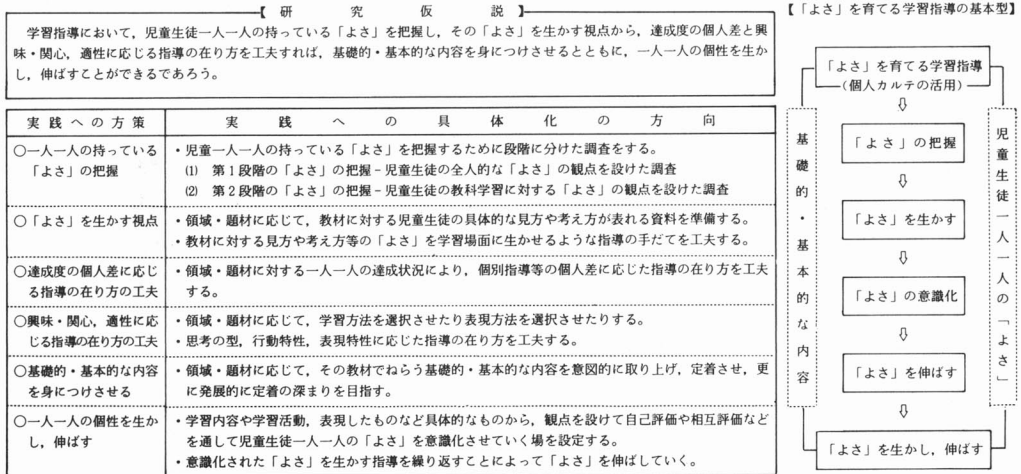 【研究仮説】
学習指導において，児童生徒一人一人の持っている「よさ」を把握し，その「よさ」を生かす視点から，達成度の個人差と興
味・関心，適性に応じる指導の在り方を工夫すれば，基礎的・基本的な内容を身につけさせるとともに，一人一人の個性を生か
し，伸ばすことができるであろう。
実践への方策
実践への具体化の方向
○一人一人の持っている
「よさ」の把握
・児童一人一人の持っている「よさ」を把握するために段階に分けた調査をする。
(1) 第1段階の「よさ」の把握－児童生徒の全人的な「よさ」の観点を設けた調査
(2) 第2段階の「よさ」の把握－児童生徒の教科学習に対する「よさ」の観点を設けた調査
○「よさ」を生かす視点
・領域・題材に応じて，教材に対する児童生徒の具体的な見方や考え方が表れる資料を準備する。
・教材に対する見方や考え方等の「よさ」を学習場面に生かせるような指導の手だてを工夫する。
○達成度の個人差に応じ
る指導の在り方の工夫
・領域・題材に対する一人一人の達成状況により，個別指導等の個人差に応じた指導の在り方を工夫
する。
○興味・関心，適性に応
じる指導の在り方の工夫
・領域・題材に応じて，学習方法を選択させたり表現方法を選択させたりする。
・思考の型，行動特性，表現特性に応じた指導の在り方を工夫する。
○基礎的・基本的な内容
を身につけさせる
・領域・題材に応じて，その教材でねらう基礎的・基本的な内容を意図的に取り上げ，定着させ，更
に発展的に定着の深まりを目指す。
○一人一人の個性を生か
し，伸ばす
・学習内容や学習活動，表現したものなど具体的なものから，観点を設けて自己評価や相互評価など
を通して児童生徒一人一人の「よさ」を意識化させていく場を設定する。
・意識化された「よさ」を生かす指導を繰り返すことによって「よさ」を伸ばしていく。
【「よさ」を育てる学習指導の基本型】
「よさ」を育てる学習指導
（個人カルテの活用）
基礎的・基本的な内容
「よさ」の把握
「よさ」を生かす
「よさ」の意識化
「よさ」を伸ばす
児童生徒一人一人の「よさ」
「よさ」を生かし，伸ばす